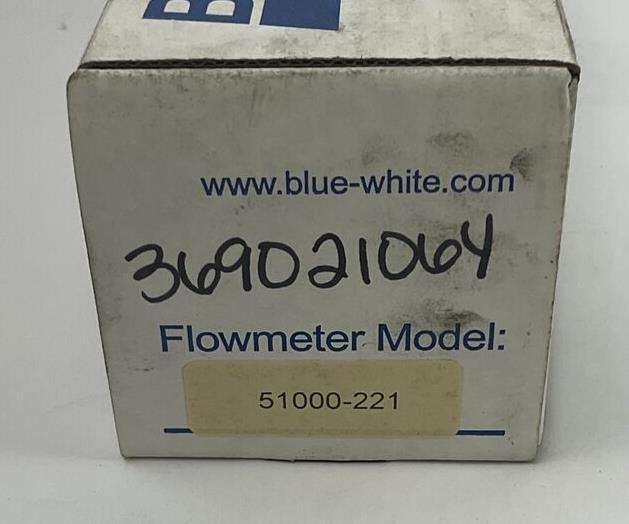 B
www.blue-white.com
369021064
Flowmeter Model:
51000-221